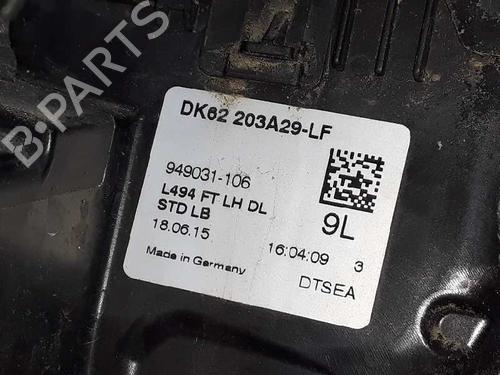 B-PARTS
DK62 203A29-LF
949031-106
L494 FT LH DL
STD LB
9L
18.06.15
16:04:09 3
Made in Germany
DTSEA